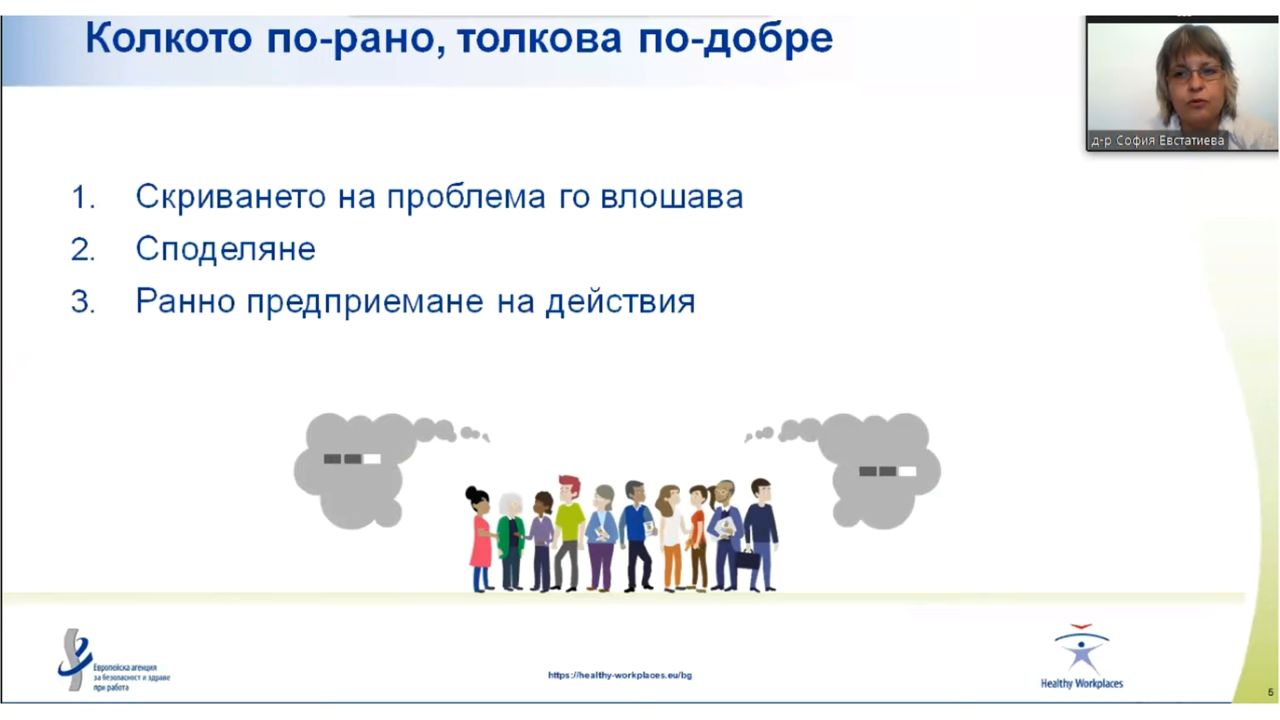 Колкото по-рано, толкова по-добре
д-р София Евстатиева
1. Скриването на проблема го влошава
2. Споделяне
3. Ранно предприемане на действия
Европейска агенция
за безопасност и здраве
при работа
https://healthy-workplaces.eu/bg
Healthy Workplaces
5